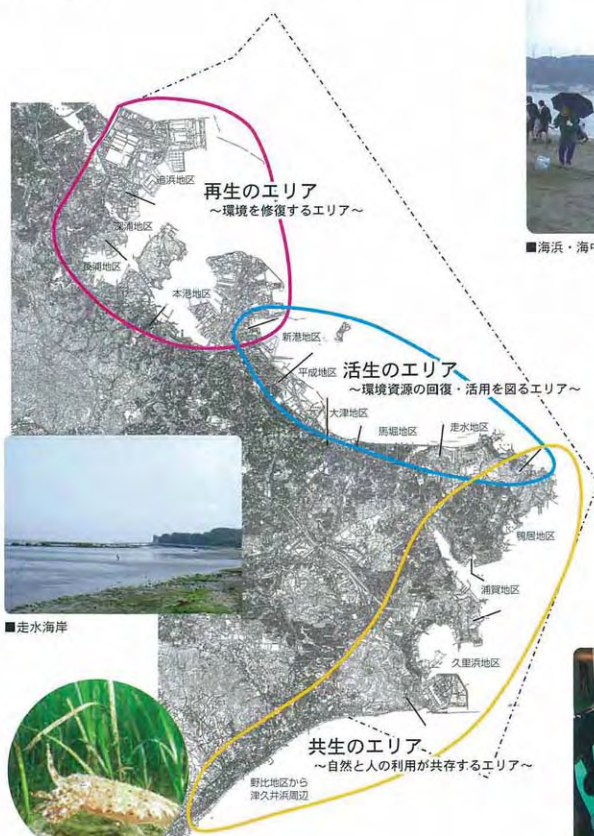 追浜地区
再生のエリア
～環境を修復するエリア～
深浦地区
長浦地区
本港地区
■海浜・海中
新港地区
平成地区
活生のエリア
～環境資源の回復・活用を図るエリア～
大津地区
馬堀地区
走水地区
鴨居地区
浦賀地区
■走水海岸
久里浜地区
共生のエリア
～自然と人の利用が共存するエリア～
野比地区から
津久井浜周辺